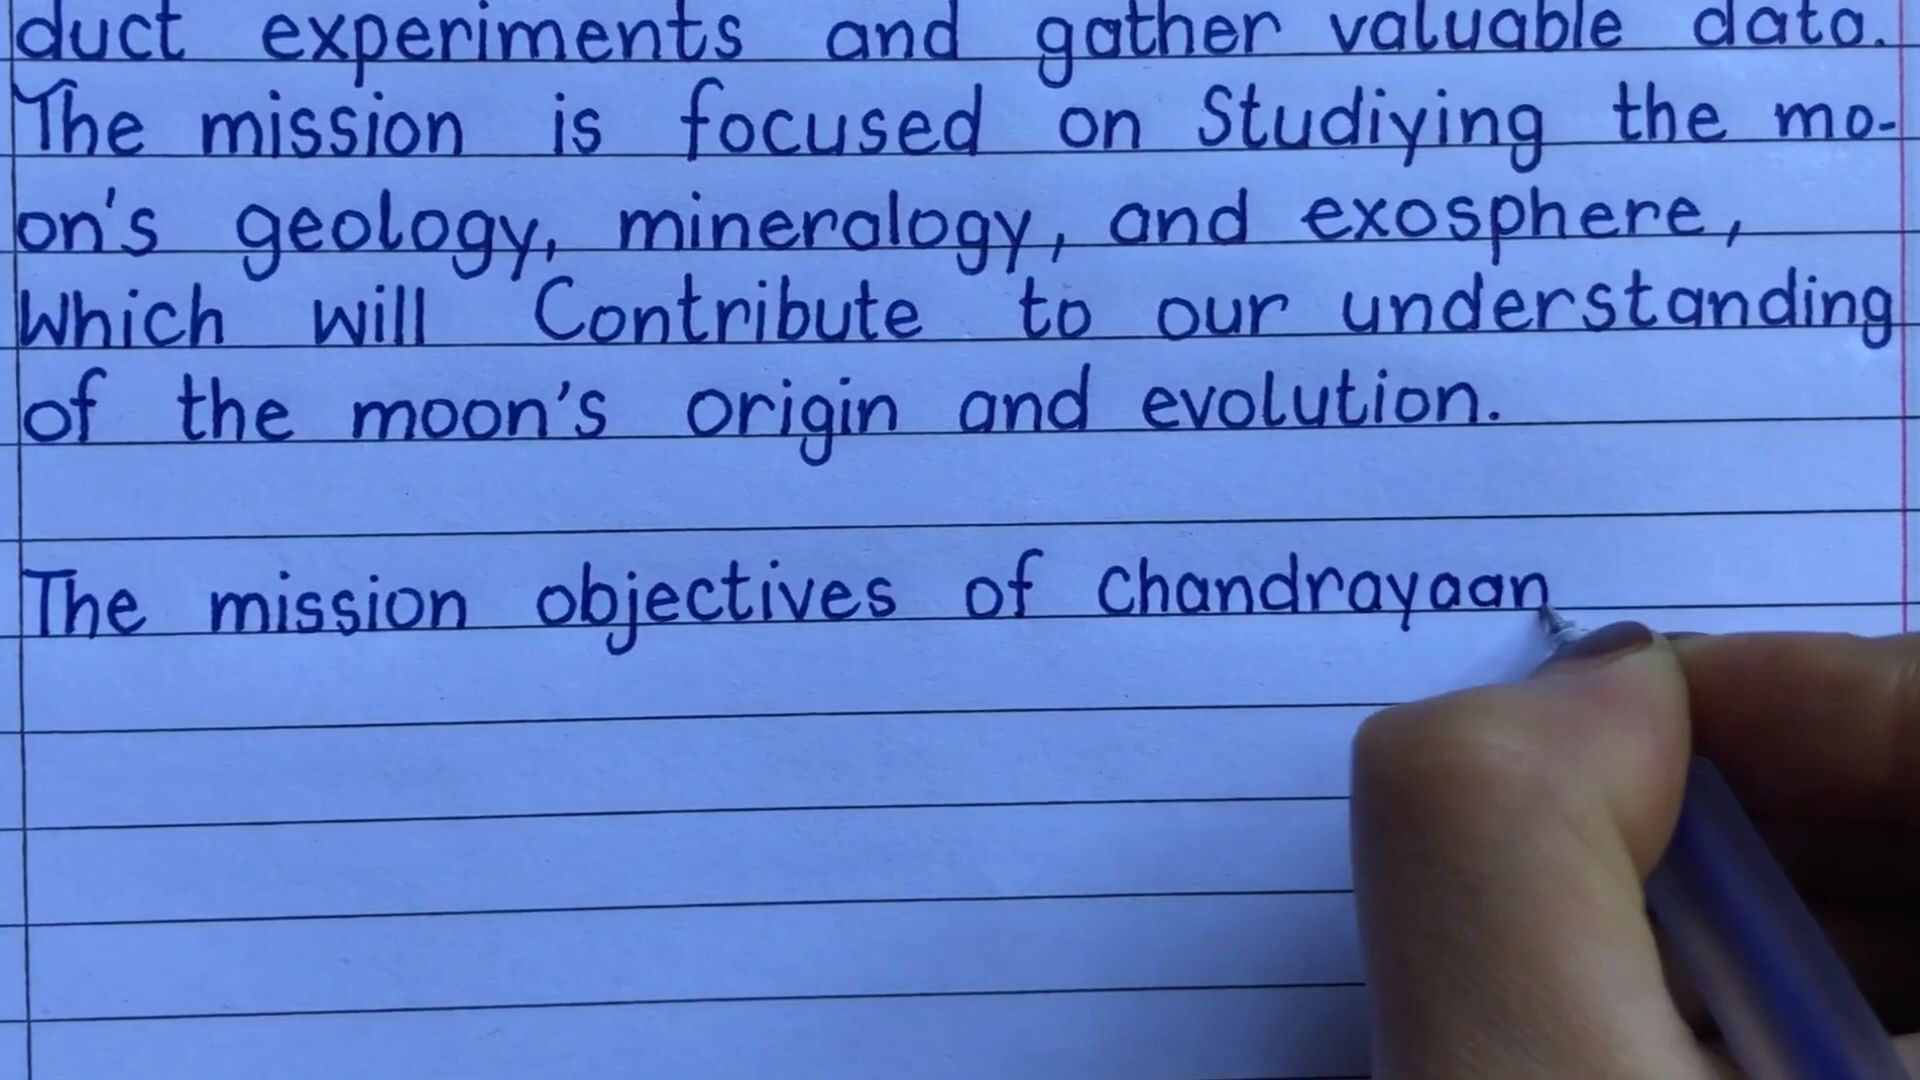 duct experiments and gather valuable data.
The mission is focused on Studiying the mo-
on's geology, mineralogy, and exosphere,
Which will Contribute to our understanding
of the moon's origin and evolution.
The mission objectives of Chandrayaan